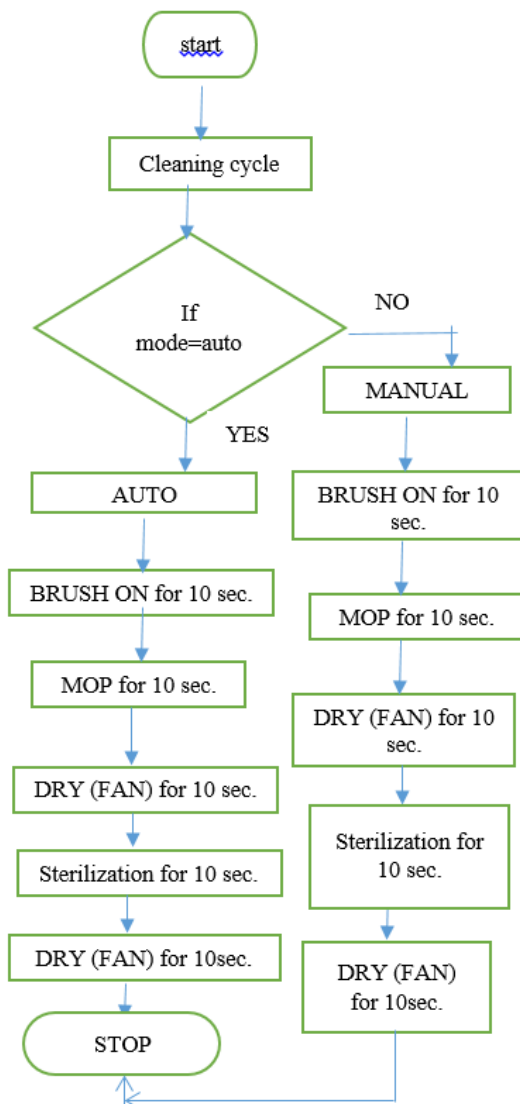 start
Cleaning cycle
If
mode=auto
NO
YES
MANUAL
AUTO
BRUSH ON for 10
sec.
BRUSH ON for 10 sec.
MOP for 10 sec.
MOP for 10 sec.
DRY (FAN) for 10
sec.
DRY (FAN) for 10 sec.
Sterilization for
10 sec.
Sterilization for 10 sec.
DRY (FAN) for 10sec.
DRY (FAN)
for 10sec.
STOP